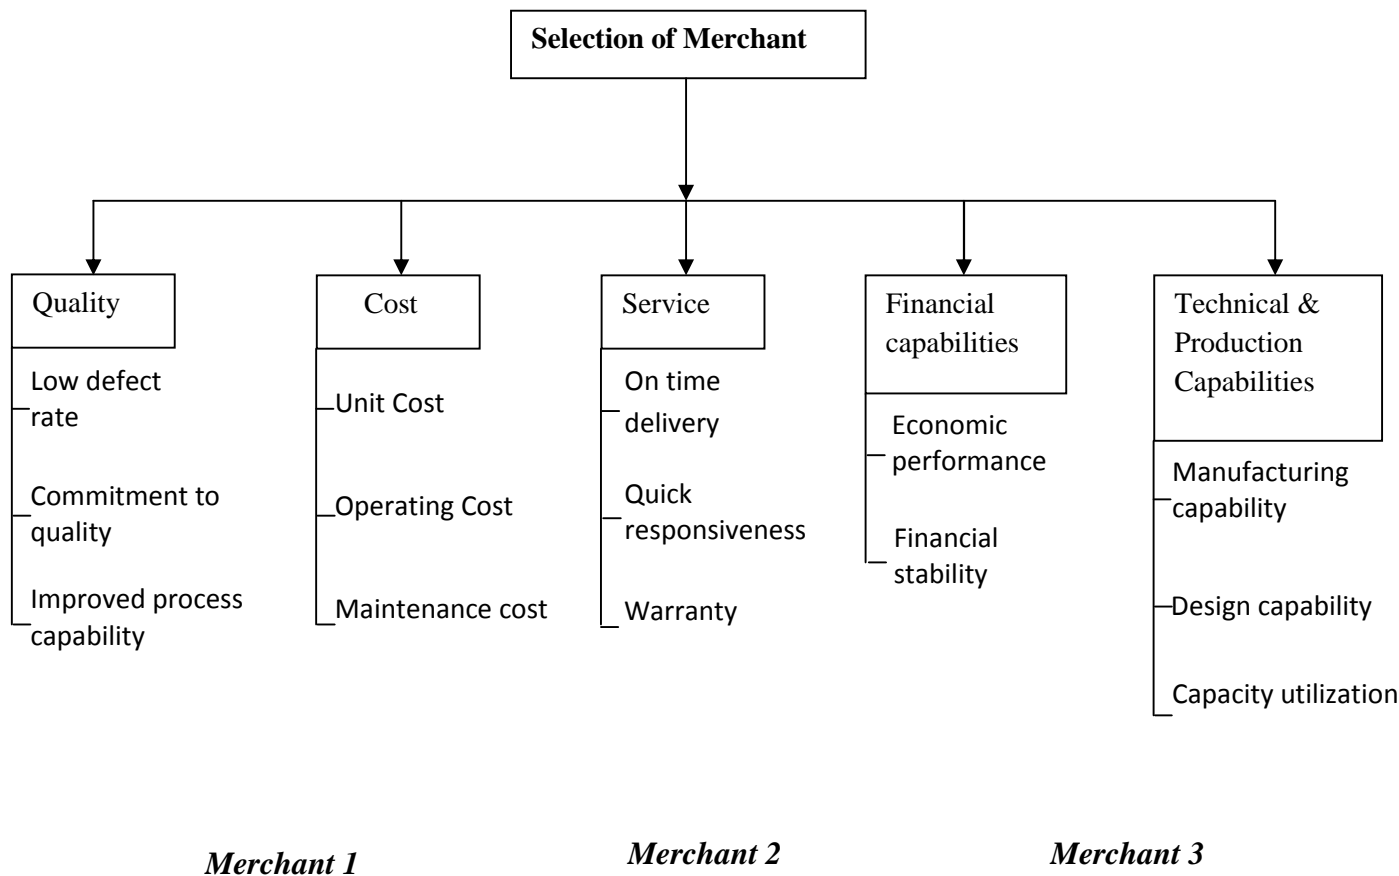 Selection of Merchant
Quality
Low defect
rate
Commitment to
quality
Improved process
capability
Cost
Unit Cost
Operating Cost
Maintenance cost
Service
On time
delivery
Quick
responsiveness
Warranty
Financial
capabilities
Economic
performance
Financial
stability
Technical &
Production
Capabilities
Manufacturing
capability
Design capability
Capacity utilization
Merchant 1
Merchant 2
Merchant 3